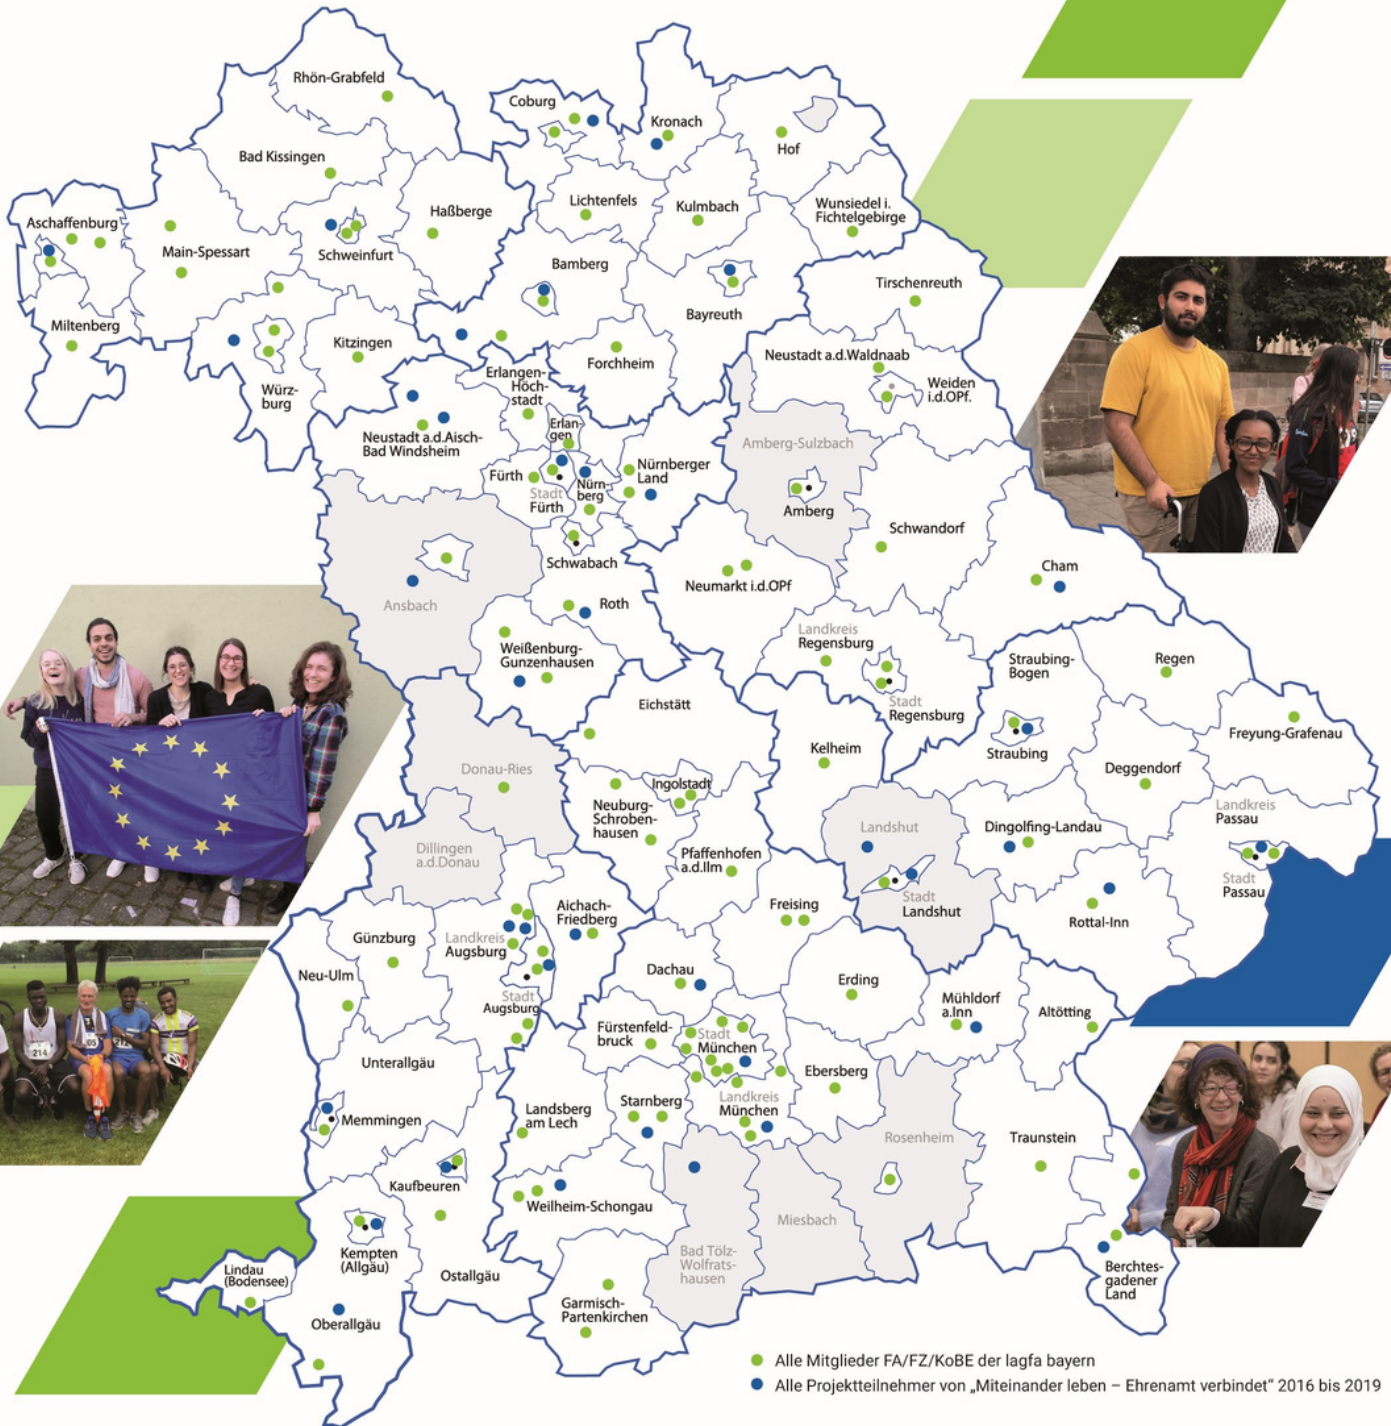 Rhön-Grabfeld
Coburg
Kronach
Hof
Bad Kissingen
Lichtenfels
Kulmbach
Wunsiedel i.
Fichtelgebirge
Aschaffenburg
Haßberge
Main-Spessart
Schweinfurt
Bamberg
Tirschenreuth
Bayreuth
Miltenberg
Kitzingen
Forchheim
Neustadt a.d.Waldnaab
Würz-
burg
Erlangen-
Höch-
stadt
Weiden
i.d.OPf.
Erlan-
gen
Neustadt a.d.Aisch-
Bad Windsheim
Amberg-Sulzbach
Fürth
Stadt
Fürth
Nürn-
berg
Nürnberger
Land
Amberg
Schwandorf
Schwabach
Cham
Neumarkt i.d.OPf
Ansbach
Roth
Landkreis
Regensburg
Weißenburg-
Gunzenhausen
Straubing-
Bogen
Regen
Eichstätt
Stadt
Regensburg
Freyung-Grafenau
Kelheim
Straubing
Donau-Ries
Deggendorf
Ingolstadt
Neuburg-
Schroben-
hausen
Landkreis
Passau
Landshut
Dingolfing-Landau
Dillingen
a.d.Donau
Pfaffenhofen
a.d.Ilm
Stadt
Passau
Stadt
Landshut
Aichach-
Friedberg
Freising
Rottal-Inn
Günzburg
Landkreis
Augsburg
Neu-Ulm
Dachau
Erding
Mühldorf
a.Inn
Altötting
Stadt
Augsburg
Fürstenfeld-
bruck
Stadt
München
Unterallgäu
Ebersberg
Landkreis
München
Starnberg
Landsberg
am Lech
Memmingen
Rosenheim
Traunstein
Kaufbeuren
Weilheim-Schongau
Miesbach
Kempten
(Allgäu)
Bad Tölz-
Wolfrats-
hausen
Lindau
(Bodensee)
Ostallgäu
Berchtes-
gadener
Land
Oberallgäu
Garmisch-
Partenkirchen
214
Alle Mitglieder FA/FZ/KoBE der lagfa bayern
Alle Projektteilnehmer von „Miteinander leben – Ehrenamt verbindet“ 2016 bis 2019